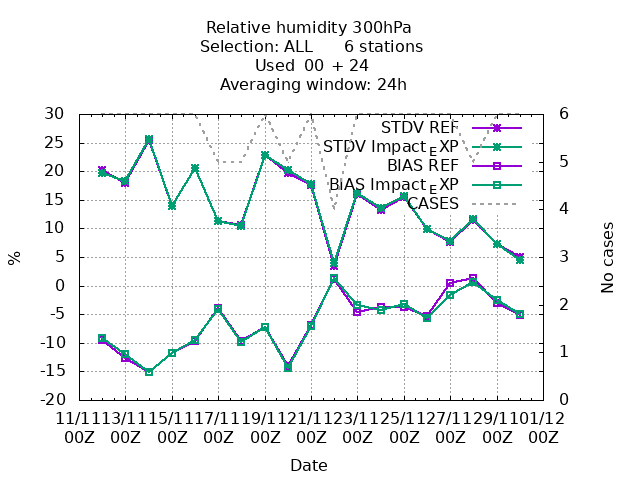 Relative humidity 300hPa
Selection: ALL 6 stations
Used 00 + 24
Averaging window: 24h
30 6
STDV REF
25
STDV Impact_EXP
BIAS REF
20 5
BIAS Impact_EXP
CASES
15 4
10
5 3
0
-5 2
-10
-15 1
-20 0
%
No cases
11/11 13/11 15/11 17/11 19/11 21/11 23/11 25/11 27/11 29/11 01/12
00Z 00Z 00Z 00Z 00Z 00Z 00Z 00Z 00Z 00Z 00Z
Date